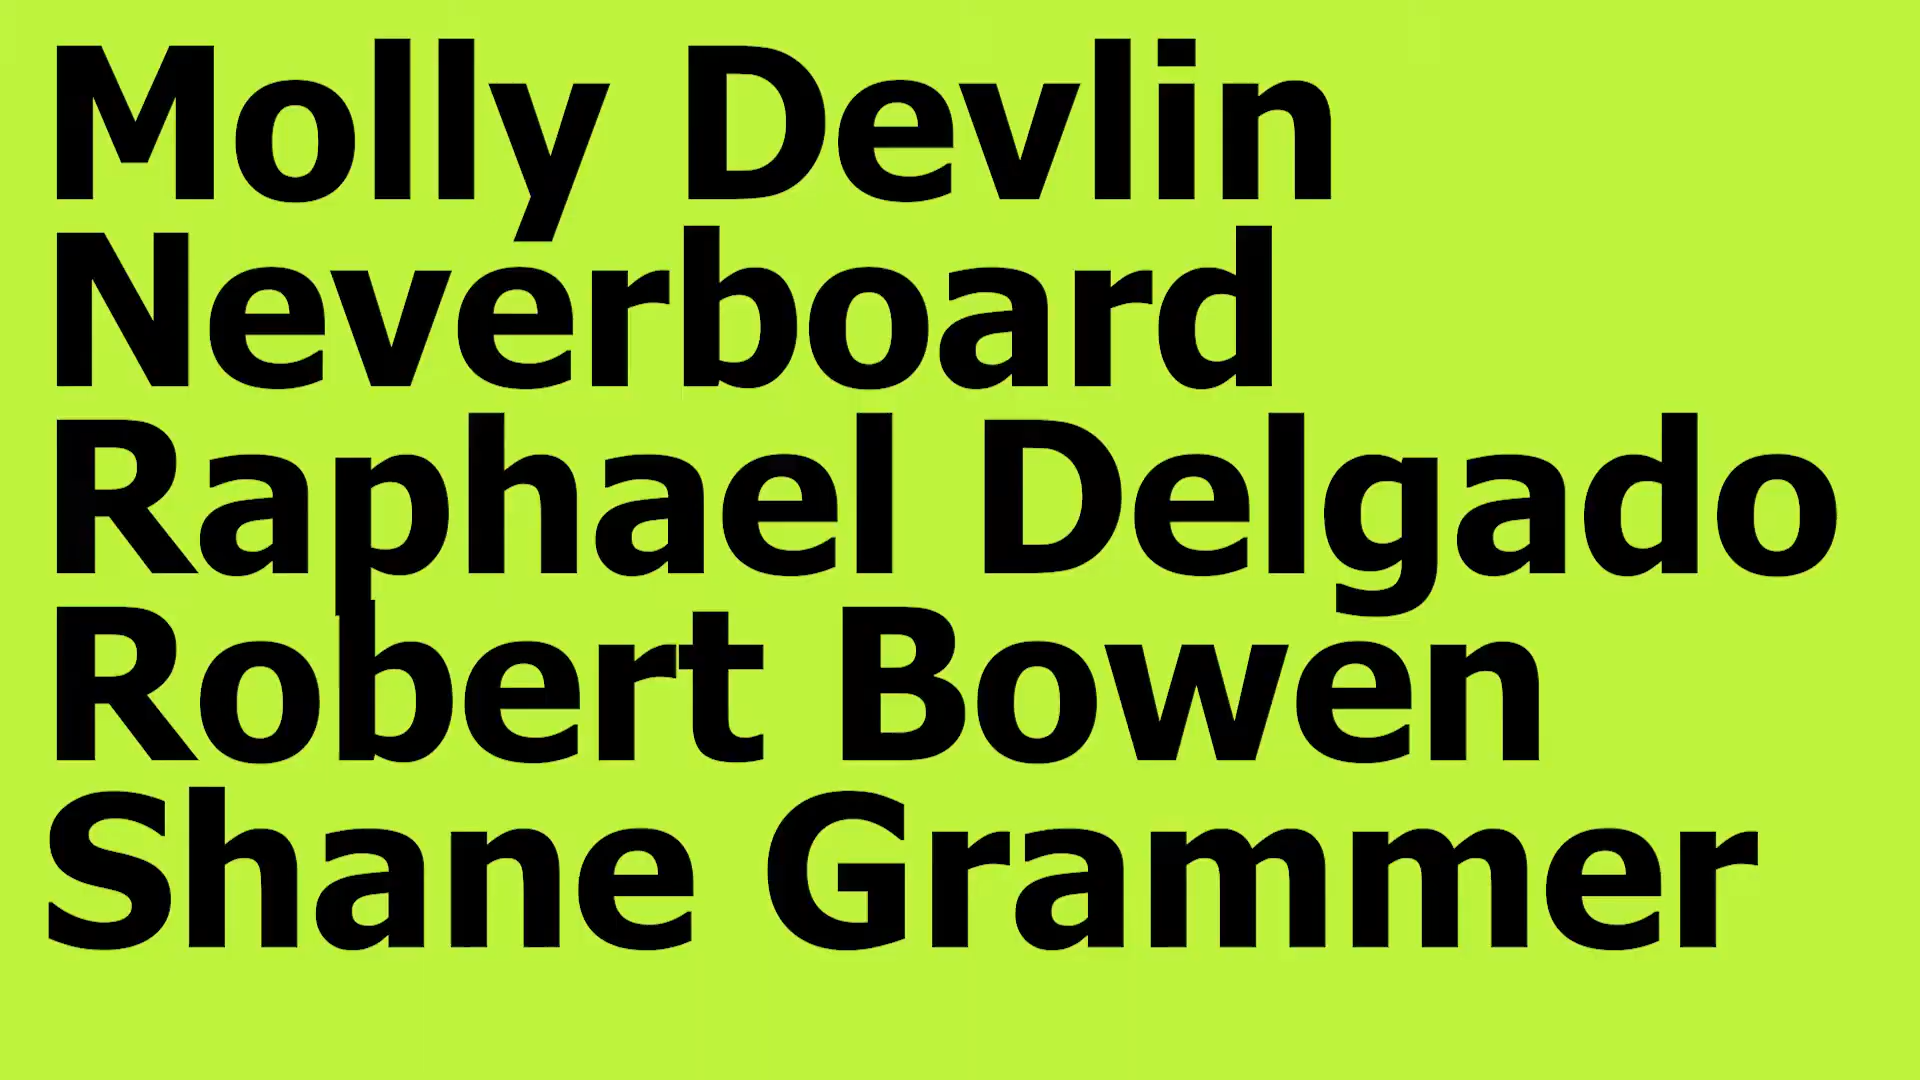 Molly Devlin
Neverboard
Raphael Delgado
Robert Bowen
Shane Grammer